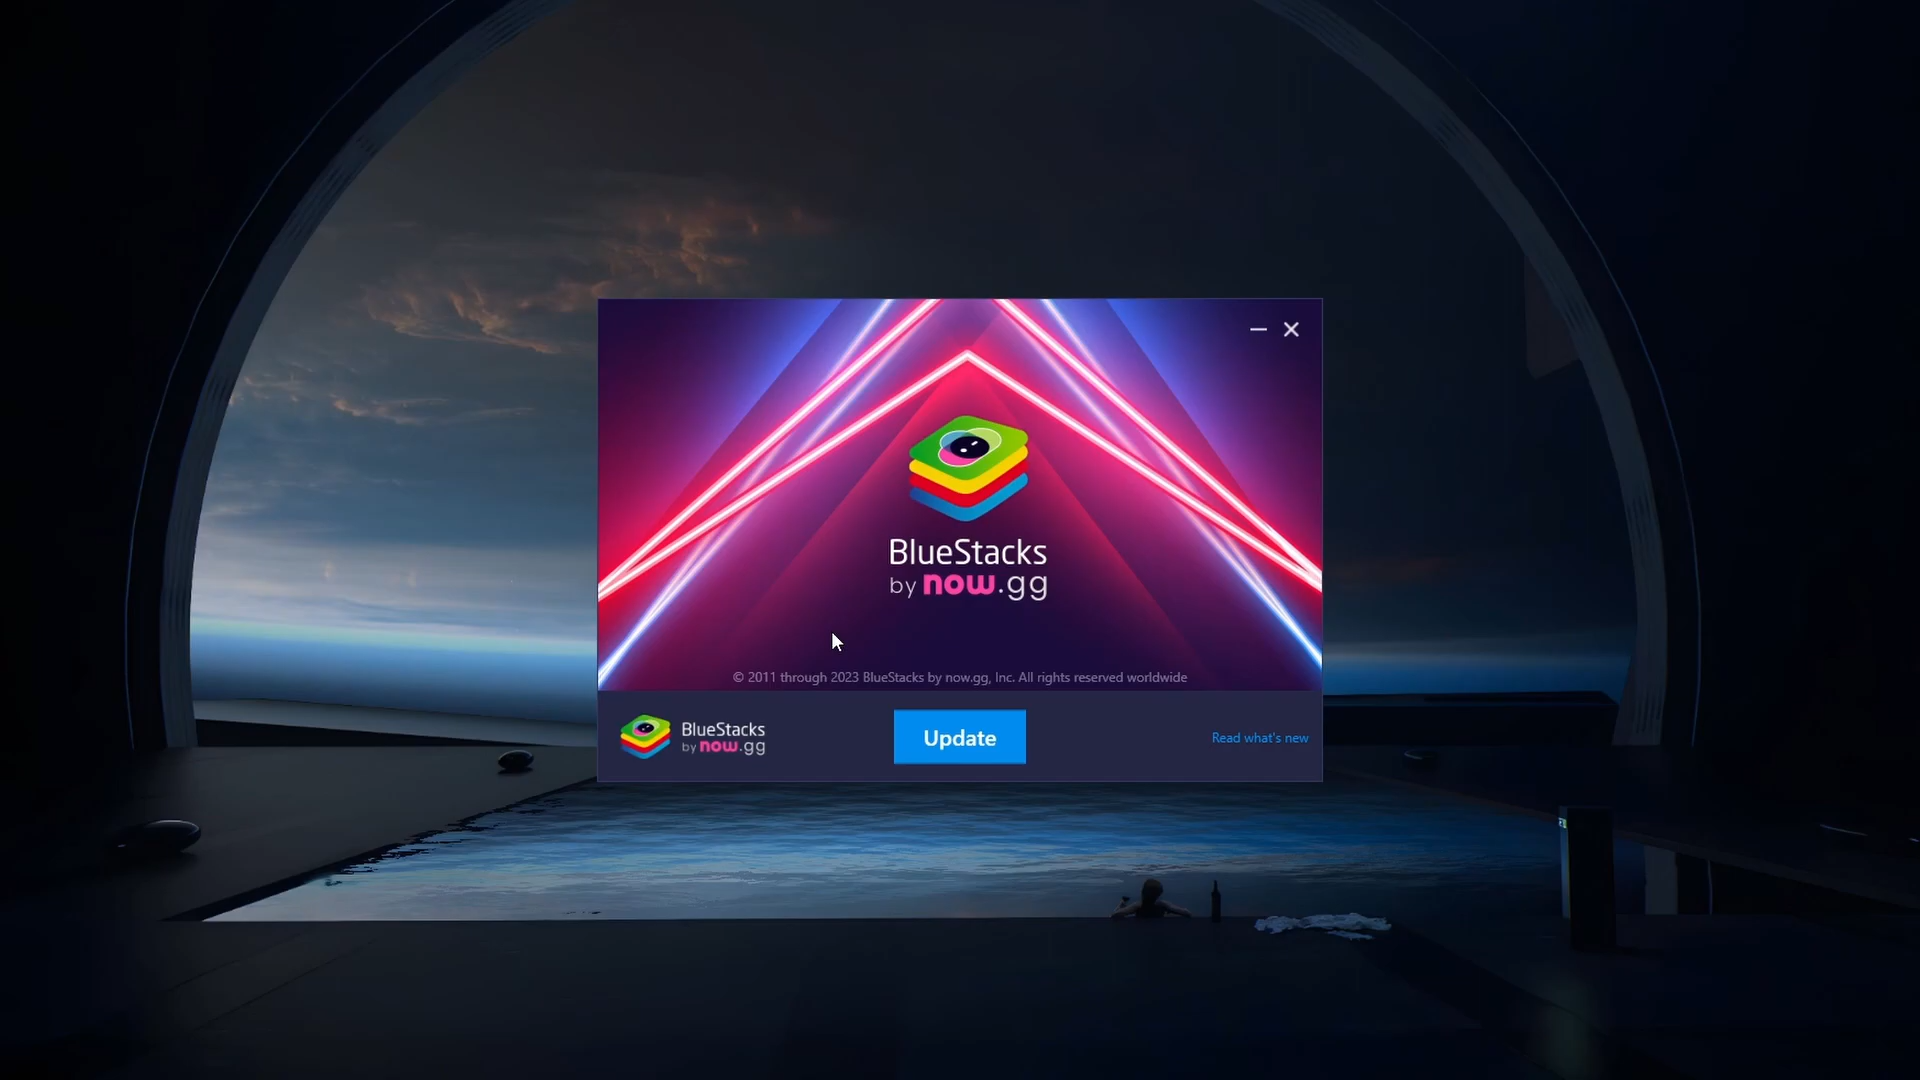 BlueStacks
by now.gg
© 2011 through 2023 BlueStacks by now.gg, Inc. All rights reserved worldwide
BlueStacks
by now.gg
Update
Read what's new